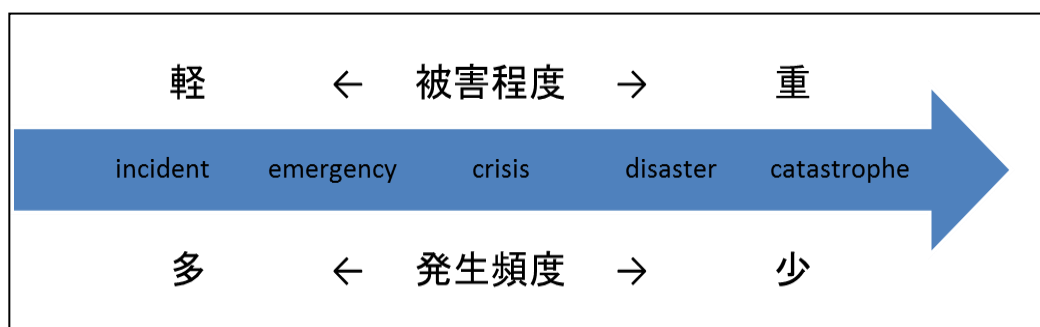 軽 ← 被害程度 → 重
incident emergency crisis disaster catastrophe
多 ← 発生頻度 → 少